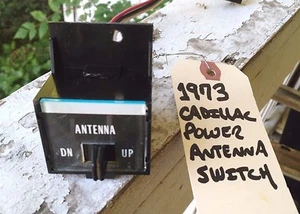 ANTENNA
DN UP
1973
CADILLAC
POWER
ANTENNA
SWITCH